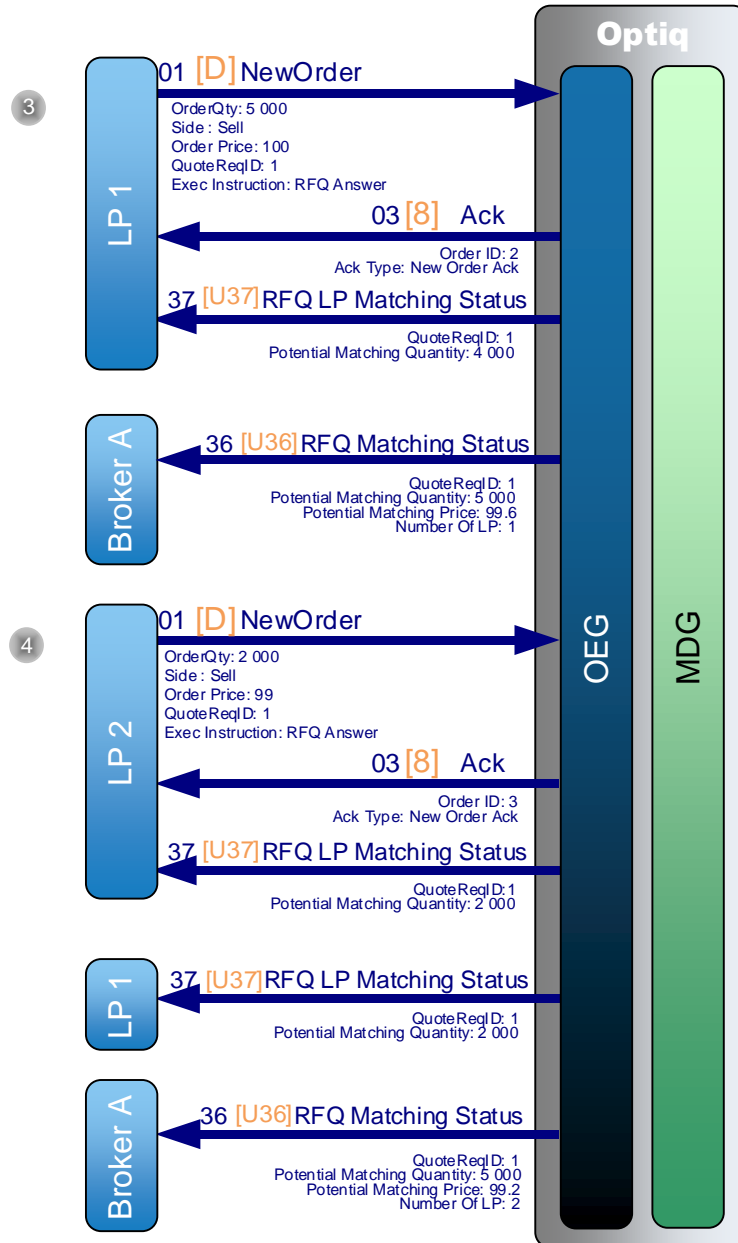 Optiq
3
LP 1
01 [D] NewOrder
OrderQty: 5 000
Side : Sell
Order Price: 100
QuoteReqID: 1
Exec Instruction: RFQ Answer
03 [8] Ack
Order ID: 2
Ack Type: New Order Ack
37 [U37] RFQ LP Matching Status
QuoteReqID: 1
Potential Matching Quantity: 4 000
Broker A
36 [U36] RFQ Matching Status
QuoteReqID: 1
Potential Matching Quantity: 5 000
Potential Matching Price: 99.6
Number Of LP: 1
OEG
MDG
4
LP 2
01 [D] NewOrder
OrderQty: 2 000
Side : Sell
Order Price: 99
QuoteReqID: 1
Exec Instruction: RFQ Answer
03 [8] Ack
Order ID: 3
Ack Type: New Order Ack
37 [U37] RFQ LP Matching Status
QuoteReqID:1
Potential Matching Quantity: 2 000
LP 1
37 [U37] RFQ LP Matching Status
QuoteReqID: 1
Potential Matching Quantity: 2 000
Broker A
36 [U36] RFQ Matching Status
QuoteReqID: 1
Potential Matching Quantity: 5 000
Potential Matching Price: 99.2
Number Of LP: 2